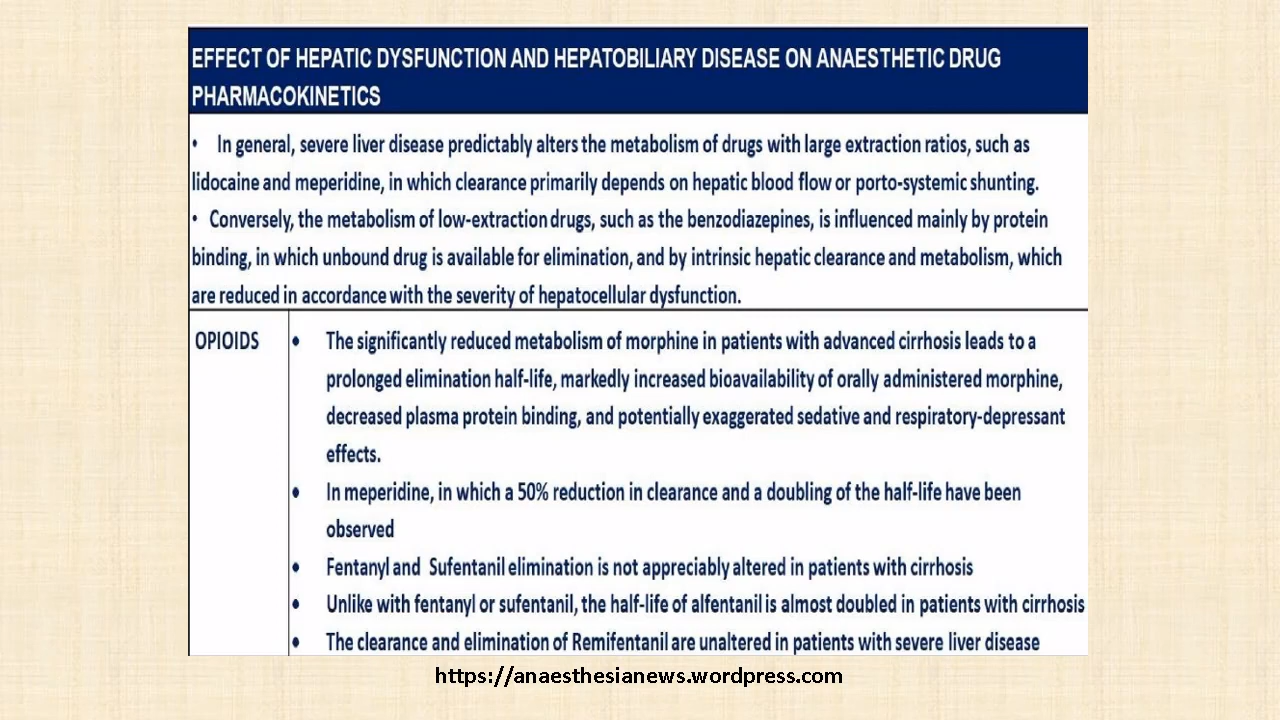 EFFECT OF HEPATIC DYSFUNCTION AND HEPATOBILIARY DISEASE ON ANAESTHETIC DRUG
PHARMACOKINETICS
• In general, severe liver disease predictably alters the metabolism of drugs with large extraction ratios, such as
lidocaine and meperidine, in which clearance primarily depends on hepatic blood flow or porto-systemic shunting.
• Conversely, the metabolism of low-extraction drugs, such as the benzodiazepines, is influenced mainly by protein
binding, in which unbound drug is available for elimination, and by intrinsic hepatic clearance and metabolism, which
are reduced in accordance with the severity of hepatocellular dysfunction.
OPIOIDS
• The significantly reduced metabolism of morphine in patients with advanced cirrhosis leads to a
prolonged elimination half-life, markedly increased bioavailability of orally administered morphine,
decreased plasma protein binding, and potentially exaggerated sedative and respiratory-depressant
effects.
• In meperidine, in which a 50% reduction in clearance and a doubling of the half-life have been
observed
• Fentanyl and Sufentanil elimination is not appreciably altered in patients with cirrhosis
• Unlike with fentanyl or sufentanil, the half-life of alfentanil is almost doubled in patients with cirrhosis
• The clearance and elimination of Remifentanil are unaltered in patients with severe liver disease
https://anaesthesianews.wordpress.com